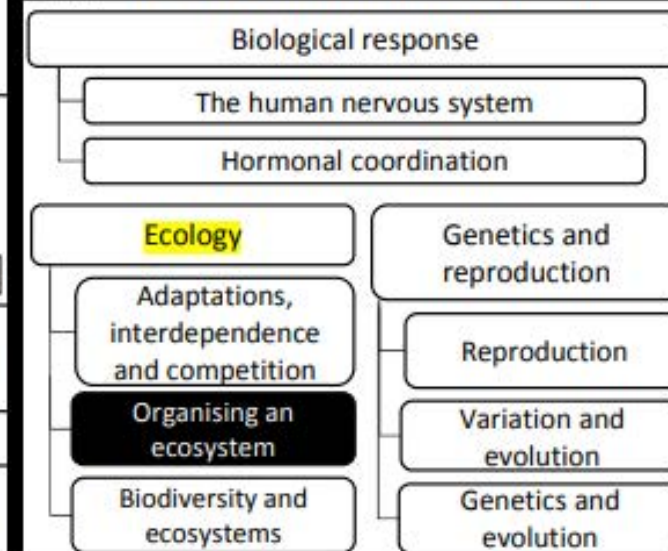 Biological response
The human nervous system
Hormonal coordination
Ecology
Adaptations,
interdependence
and competition
Organising an
ecosystem
Biodiversity and
ecosystems
Genetics and
reproduction
Reproduction
Variation and
evolution
Genetics and
evolution